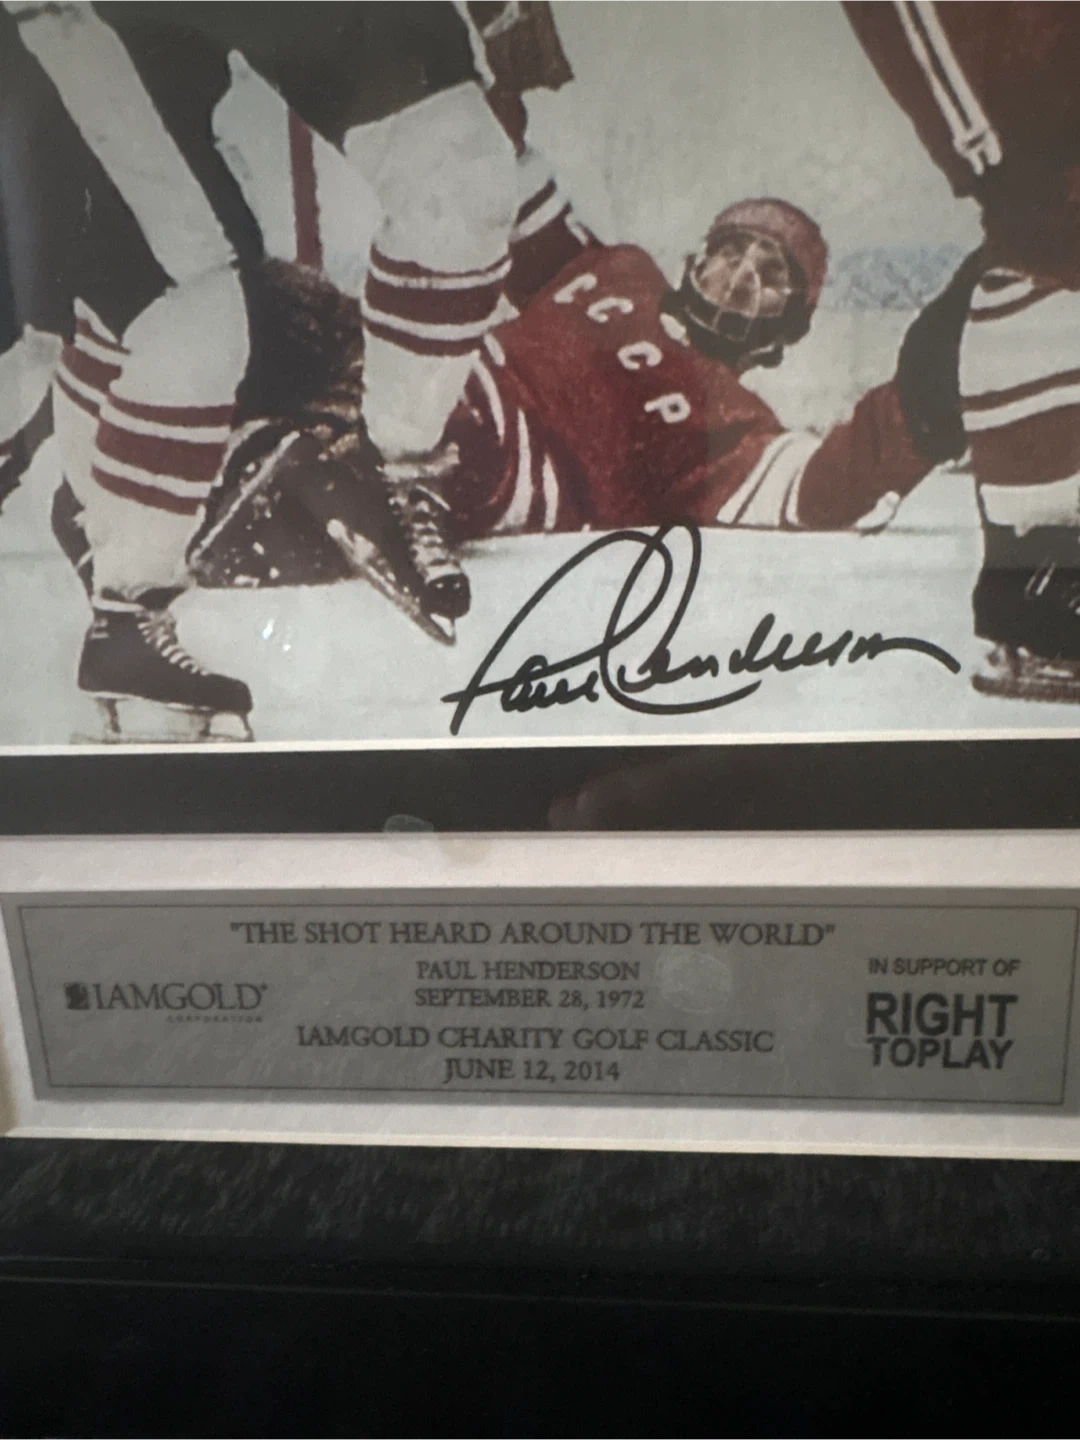 CCCP
Paul Henderson
"THE SHOT HEARD AROUND THE WORLD"
PAUL HENDERSON
SEPTEMBER 28, 1972
IAMGOLD CHARITY GOLF CLASSIC
JUNE 12, 2014
IAMGOLD®
CORPORATION
IN SUPPORT OF
RIGHT
TOPLAY